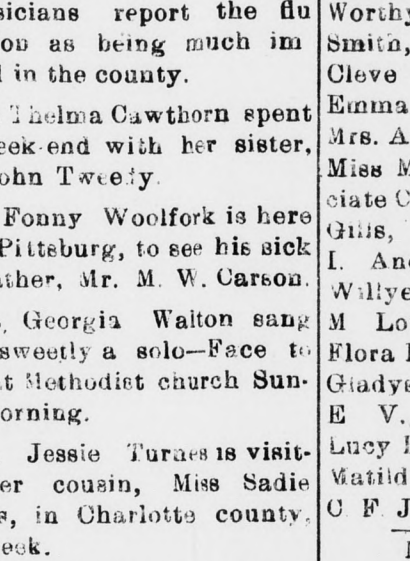 sicians report the flu
on as being much im
l in the county.
Thelma Cawthorn spent
eek-end with her sister,
ohn Tweedy.
Fonny Woolfork is here
Pittsburg, to see his sick
ather, Mr. M. W. Carson.
Georgia Walton sang
sweetly a solo—Face to
t Methodist church Sun-
orning.
Jessie Turnes is visit-
er cousin, Miss Sadie
s, in Charlotte county,
eek.
Worthy
Smith,
Cleve
Emma
Mrs. A
Miss M
ciate C
Gills,
I. An
Willye
M Lo
Flora
Gladys
E V.
Lucy
Matild
C F J